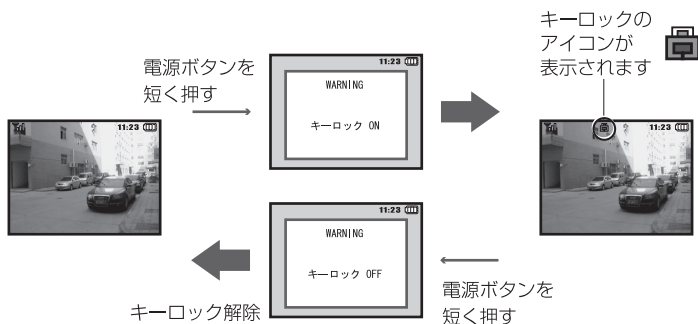 キーロックの
アイコンが
表示されます
電源ボタンを
短く押す
11:23
WARNING
キーロック ON
11:23
11:23
11:23
WARNING
キーロック OFF
キーロック解除
電源ボタンを
短く押す